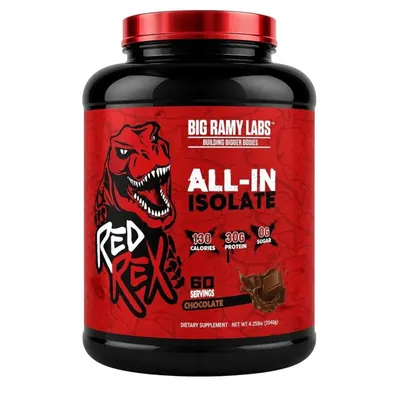 BIG RAMY LABS™
BUILDING BIGGER BODIES
ALL-IN
ISOLATE
RED
REX
130 30G 0G
CALORIES PROTEIN SUGAR
60
SERVINGS
CHOCOLATE
DIETARY SUPPLEMENT NET WT 4.25lbs (2040g)